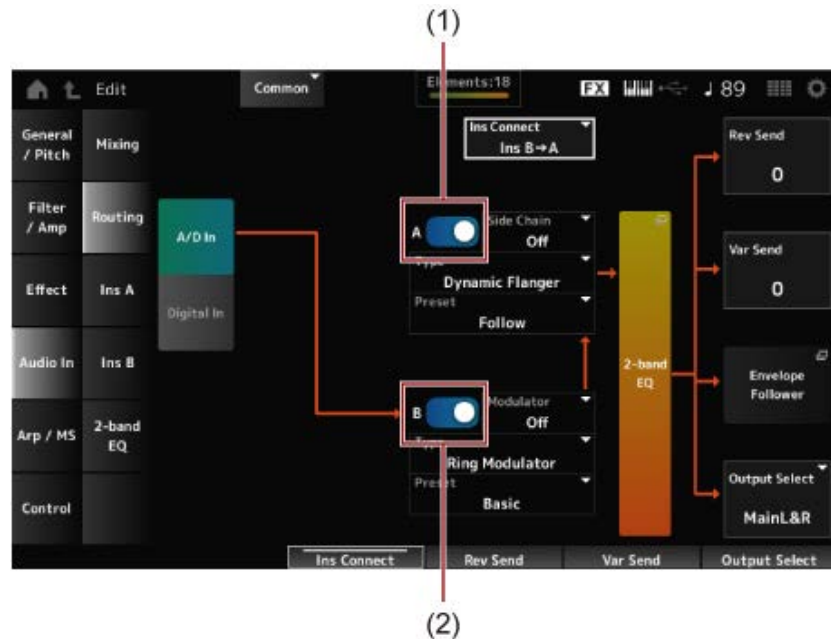 (1)
Edit
Common
Elements:18
FX
♩ 89
General
/ Pitch
Filter
/ Amp
Effect
Audio In
Arp / MS
Control
Mixing
Routing
Ins A
Ins B
2-band
EQ
A/D In
Digital In
Ins Connect
Ins B→A
A
Side Chain
Off
Type
Dynamic Flanger
Preset
Follow
B
Modulator
Off
Type
Ring Modulator
Preset
Basic
2-band
EQ
Rev Send
0
Var Send
0
Envelope
Follower
Output Select
MainL&R
Ins Connect
Rev Send
Var Send
Output Select
(2)